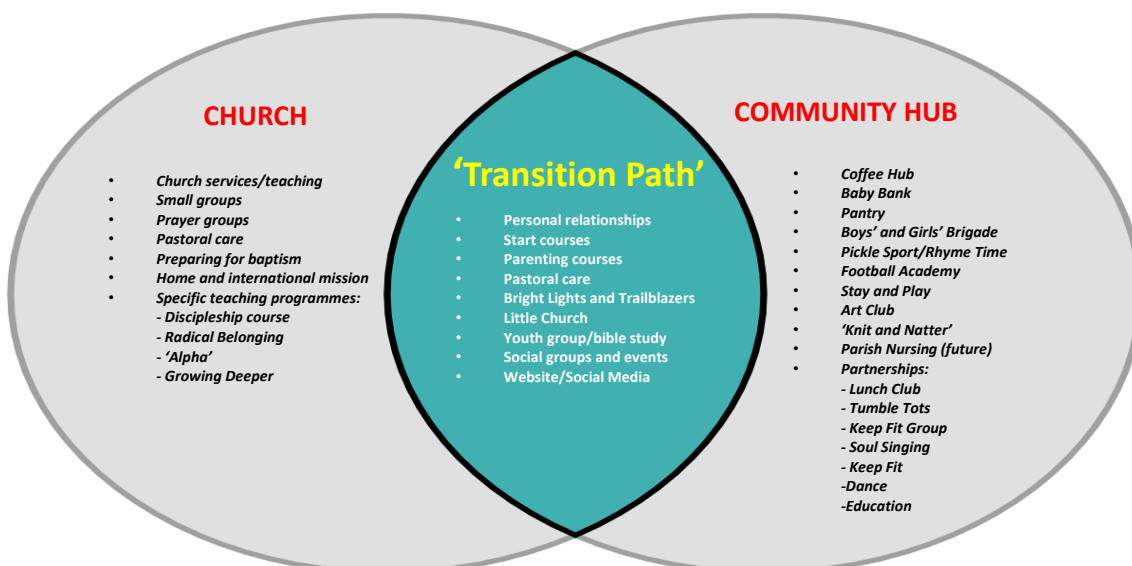 CHURCH
• Church services/teaching
• Small groups
• Prayer groups
• Pastoral care
• Preparing for baptism
• Home and international mission
• Specific teaching programmes:
- Discipleship course
- Radical Belonging
- ‘Alpha’
- Growing Deeper
‘Transition Path’
• Personal relationships
• Start courses
• Parenting courses
• Pastoral care
• Bright Lights and Trailblazers
• Little Church
• Youth group/bible study
• Social groups and events
• Website/Social Media
COMMUNITY HUB
• Coffee Hub
• Baby Bank
• Pantry
• Boys’ and Girls’ Brigade
• Pickle Sport/Rhyme Time
• Football Academy
• Stay and Play
• Art Club
• ‘Knit and Natter’
• Parish Nursing (future)
• Partnerships:
- Lunch Club
- Tumble Tots
- Keep Fit Group
- Soul Singing
- Keep Fit
-Dance
-Education